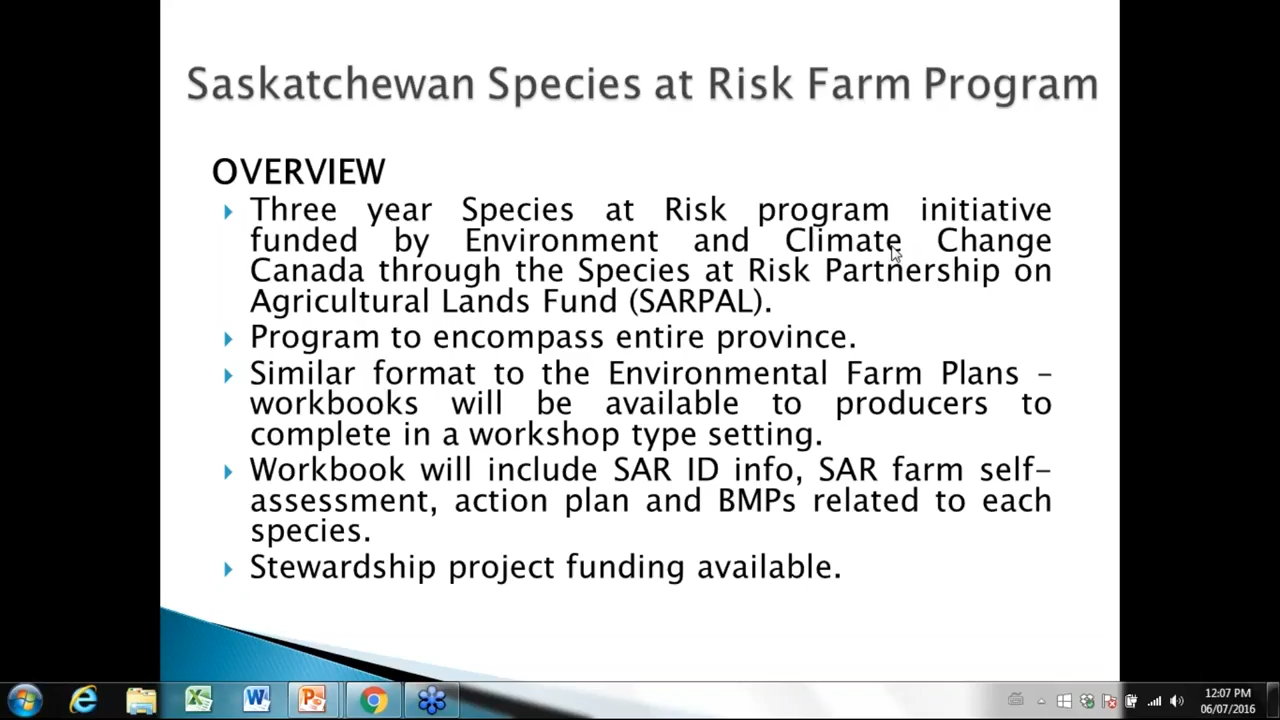 Saskatchewan Species at Risk Farm Program
OVERVIEW
Three year Species at Risk program initiative
funded by Environment and Climate Change
Canada through the Species at Risk Partnership on
Agricultural Lands Fund (SARPAL).
Program to encompass entire province.
Similar format to the Environmental Farm Plans –
workbooks will be available to producers to
complete in a workshop type setting.
Workbook will include SAR ID info, SAR farm self-
assessment, action plan and BMPs related to each
species.
Stewardship project funding available.
12:07 PM
06/07/2016